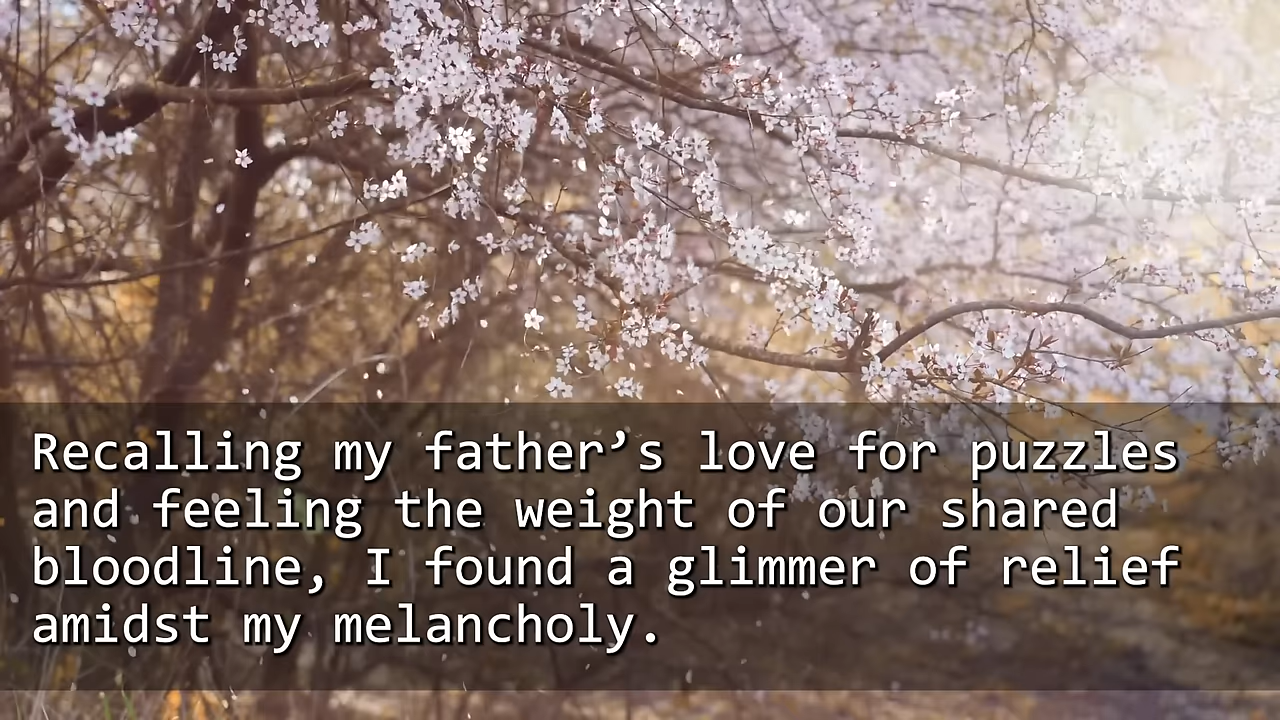 Recalling my father’s love for puzzles
and feeling the weight of our shared
bloodline, I found a glimmer of relief
amidst my melancholy.